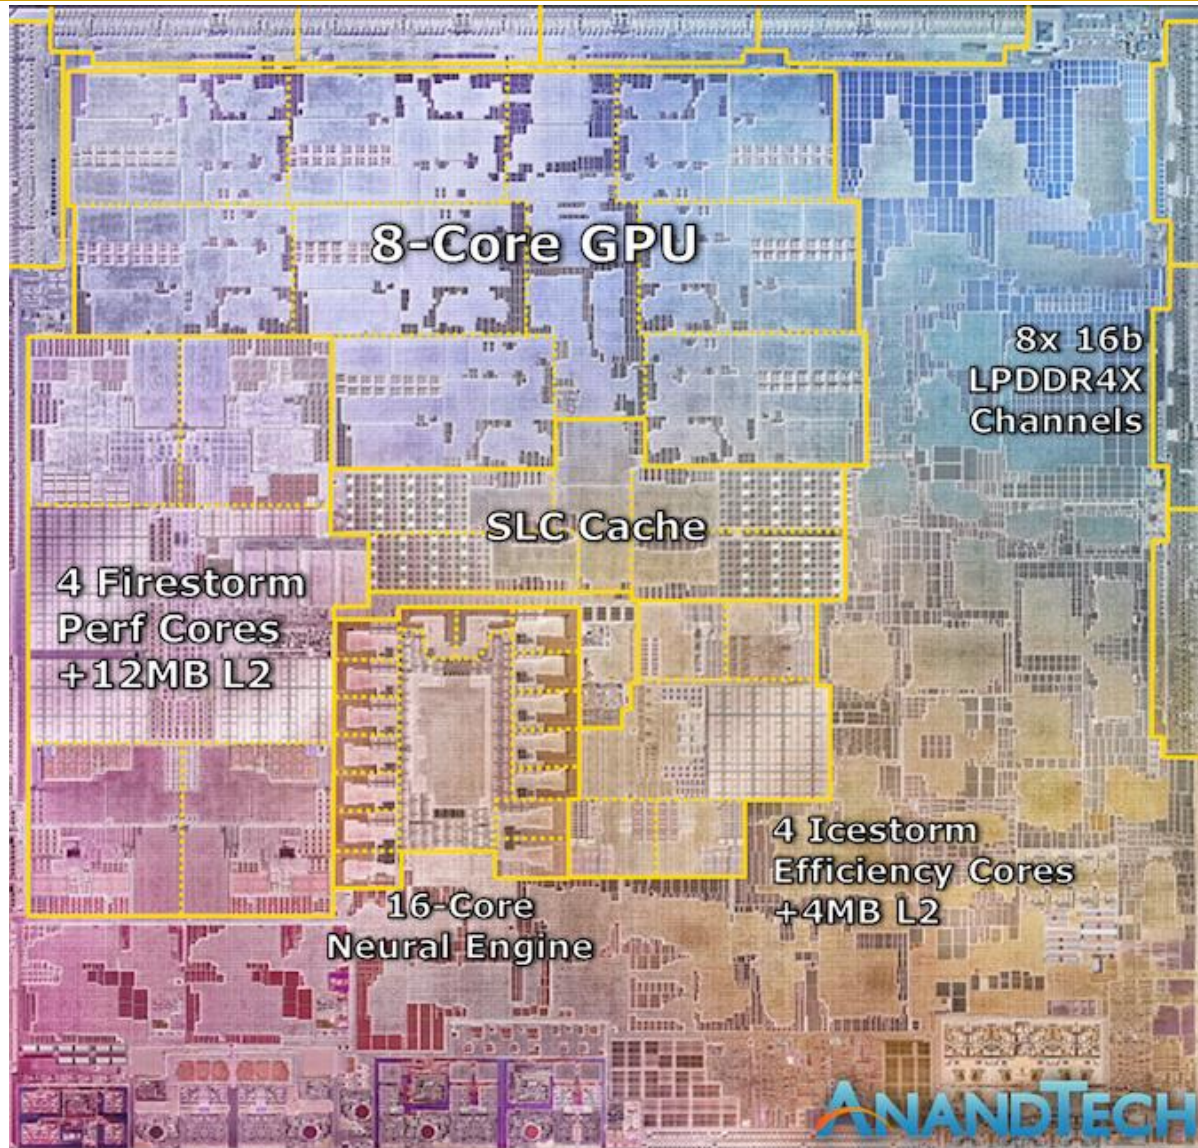 8-Core GPU
8x 16b
LPDDR4X
Channels
SLC Cache
4 Firestorm
Perf Cores
+12MB L2
4 Icestorm
Efficiency Cores
+4MB L2
16-Core
Neural Engine
ANANDTECH